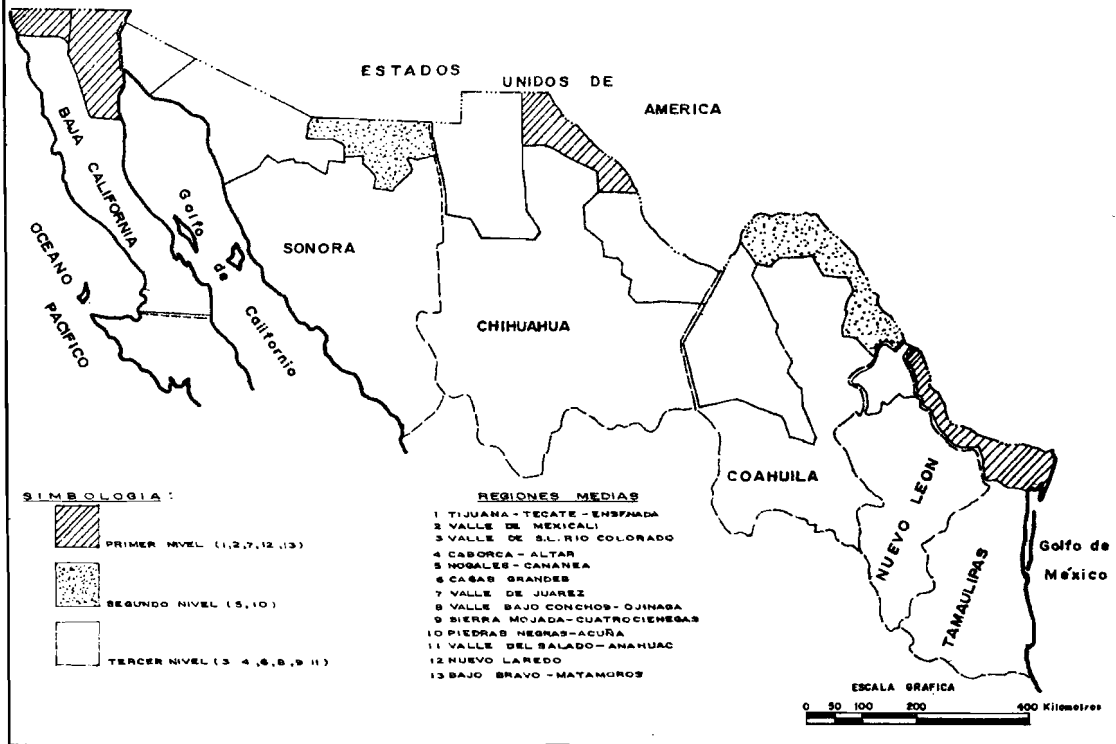 ESTADOS UNIDOS DE
AMERICA
BAJA CALIFORNIA
OCEANO PACIFICO
Golfo de California
SONORA
CHIHUAHUA
COAHUILA
NUEVO LEON
TAMAULIPAS
Golfo de
México
SIMBOLOGIA:
PRIMER NIVEL (1,2,7,12,13)
SEGUNDO NIVEL (5,10)
TERCER NIVEL (3 4,6,8,9 11)
REGIONES MEDIAS
1 TIJUANA-TECATE-ENSENADA
2 VALLE DE MEXICALI
3 VALLE DE S.L. RIO COLORADO
4 CABORCA-ALTAR
5 NOGALES-CANANEA
6 CASAS GRANDES
7 VALLE DE JUAREZ
8 VALLE BAJO CONCHOS-OJINAGA
9 SIERRA MOJADA-CUATROCIENEGAS
10 PIEDRAS NEGRAS-ACUÑA
11 VALLE DEL SALADO-ANAHUAC
12 NUEVO LAREDO
13 BAJO BRAVO-MATAMOROS
ESCALA GRAFICA
0 50 100 200 400 Kilometros